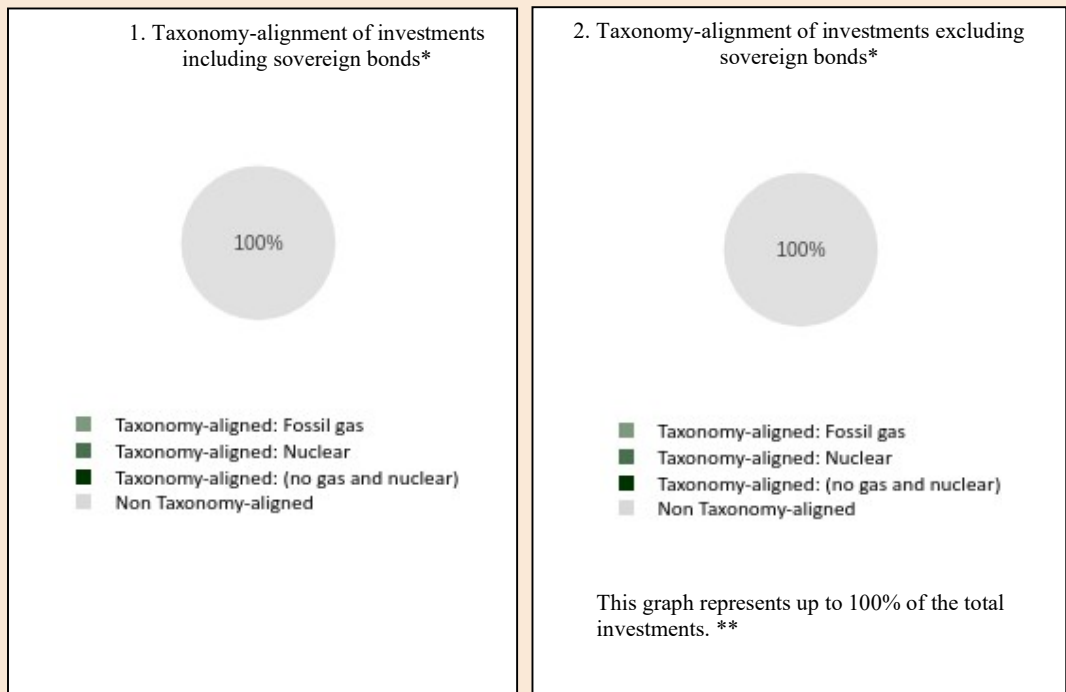 1. Taxonomy-alignment of investments
including sovereign bonds*
100%
Taxonomy-aligned: Fossil gas
Taxonomy-aligned: Nuclear
Taxonomy-aligned: (no gas and nuclear)
Non Taxonomy-aligned
2. Taxonomy-alignment of investments excluding
sovereign bonds*
100%
Taxonomy-aligned: Fossil gas
Taxonomy-aligned: Nuclear
Taxonomy-aligned: (no gas and nuclear)
Non Taxonomy-aligned
This graph represents up to 100% of the total
investments. **